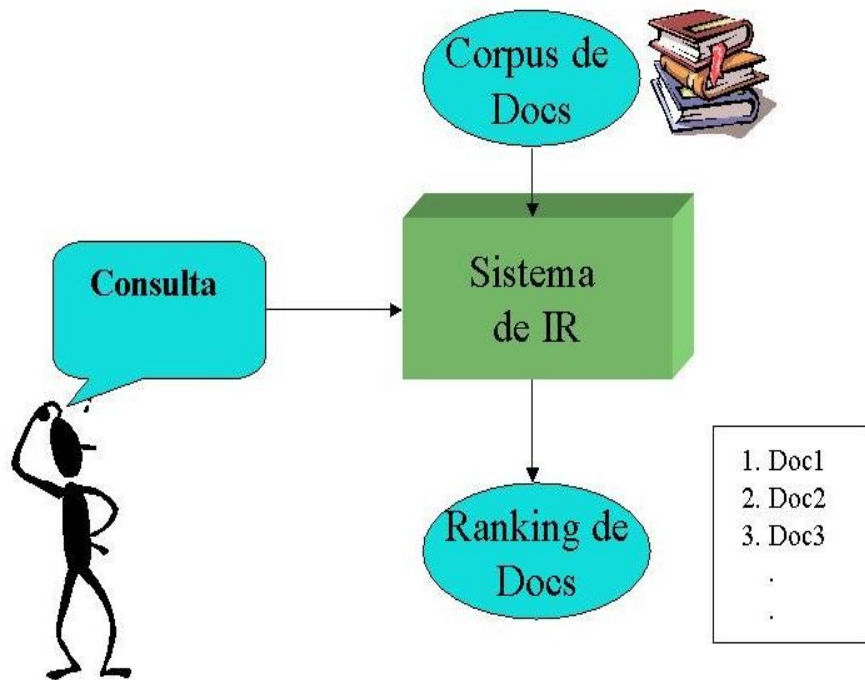 Corpus de
Docs
Consulta
Sistema
de IR
Ranking de
Docs
1. Doc1
2. Doc2
3. Doc3
.
.